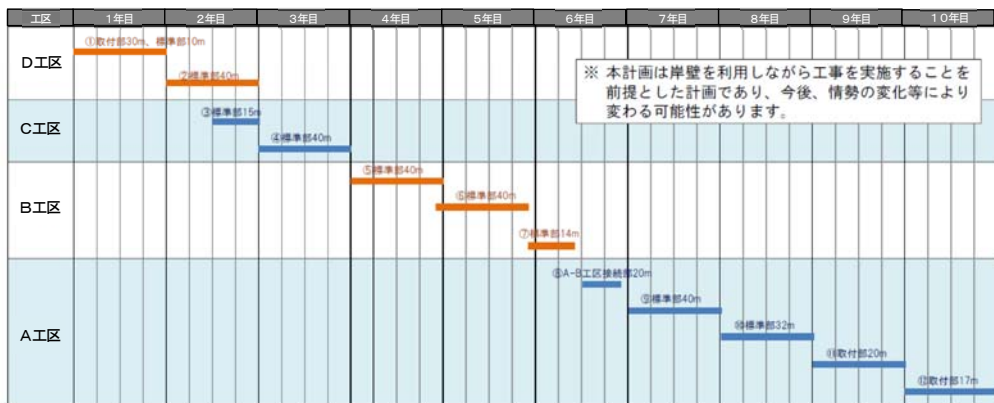 工区 1年目 2年目 3年目 4年目 5年目 6年目 7年目 8年目 9年目 10年目
D工区
①取付部30m、標準部10m
②標準部40m
※ 本計画は岸壁を利用しながら工事を実施することを
前提とした計画であり、今後、情勢の変化等により
変わる可能性があります。
C工区
③標準部15m
④標準部40m
B工区
⑤標準部40m
⑥標準部40m
⑦標準部14m
A工区
⑧A-B工区接続部20m
⑨標準部40m
⑩標準部32m
⑪取付部20m
⑫取付部17m